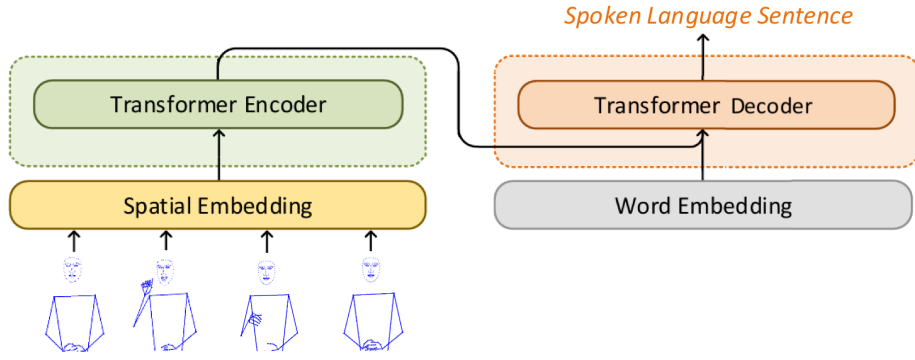 Spoken Language Sentence
Transformer Encoder
Transformer Decoder
Spatial Embedding
Word Embedding